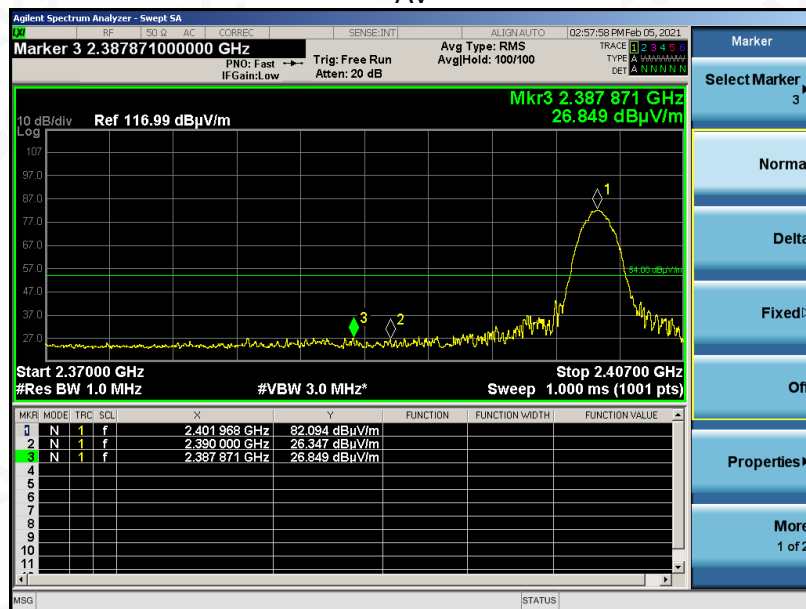 AV
Agilent Spectrum Analyzer - Swept SA
LXI RF 50 Ω AC CORREC SENSE:INT ALIGN AUTO 02:57:58 PM Feb 05, 2021
Marker 3 2.387871000000 GHz
PNO: Fast Trig: Free Run Avg Type: RMS TRACE 1 2 3 4 5 6
IFGain:Low Atten: 20 dB Avg|Hold: 100/100 TYPE A WWWWW
DET A N N N N N
Mkr3 2.387 871 GHz
26.849 dBµV/m
10 dB/div Ref 116.99 dBµV/m
Log
107
97.0
87.0
77.0
67.0
57.0
47.0
37.0
27.0
1
54.00 dBµV/m
3
2
Start 2.37000 GHz Stop 2.40700 GHz
#Res BW 1.0 MHz #VBW 3.0 MHz* Sweep 1.000 ms (1001 pts)
MKR MODE TRC SCL X Y FUNCTION FUNCTION WIDTH FUNCTION VALUE
1 N 1 f 2.401 968 GHz 82.094 dBµV/m
2 N 1 f 2.390 000 GHz 26.347 dBµV/m
3 N 1 f 2.387 871 GHz 26.849 dBµV/m
4
5
6
7
8
9
10
11
MSG STATUS
Marker
Select Marker
3
Norma
Delta
Fixed
Off
Properties
More
1 of 2